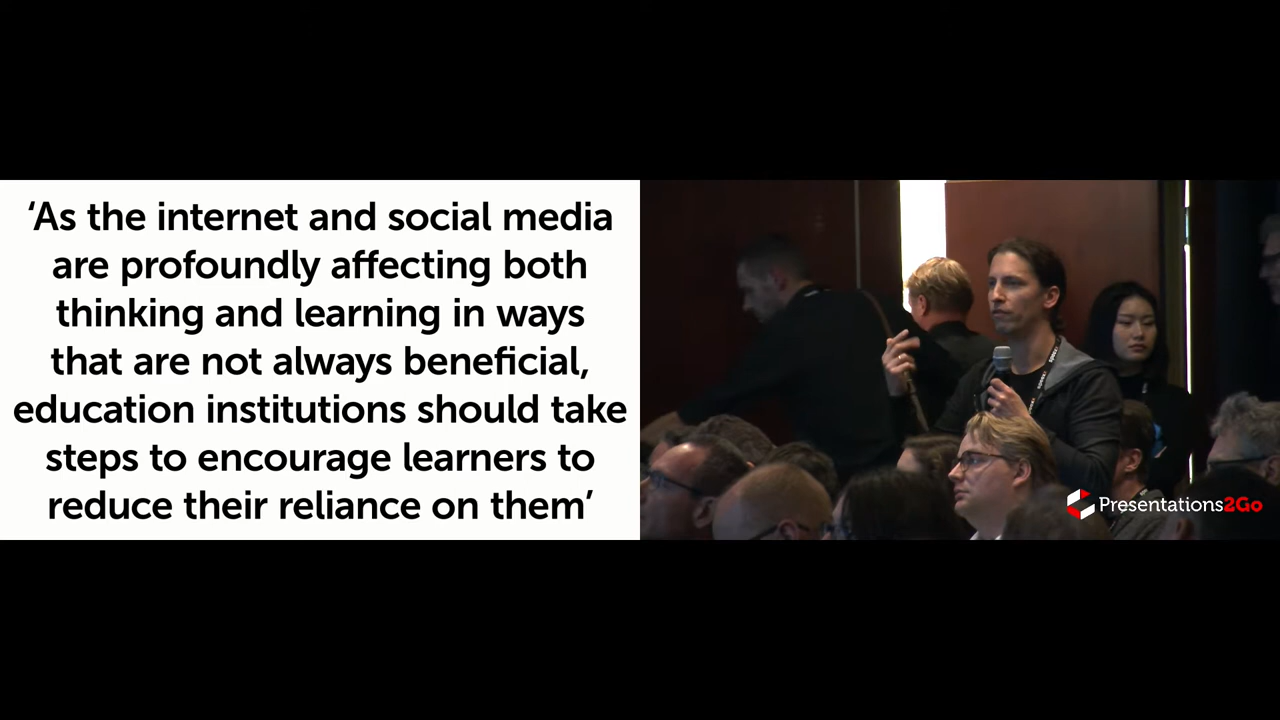 ‘As the internet and social media
are profoundly affecting both
thinking and learning in ways
that are not always beneficial,
education institutions should take
steps to encourage learners to
reduce their reliance on them’
Presentations2Go